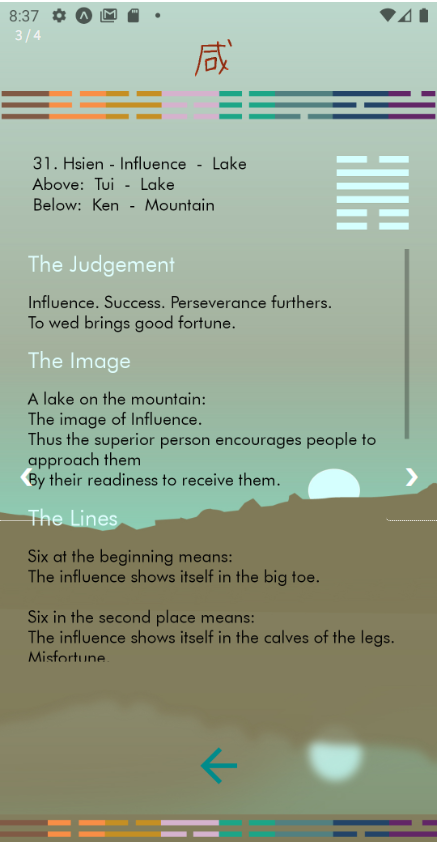 8:37
3 / 4
咸
31. Hsien - Influence - Lake
Above: Tui - Lake
Below: Ken - Mountain
The Judgement
Influence. Success. Perseverance furthers.
To wed brings good fortune.
The Image
A lake on the mountain:
The image of Influence.
Thus the superior person encourages people to
approach them
By their readiness to receive them.
The Lines
Six at the beginning means:
The influence shows itself in the big toe.
Six in the second place means:
The influence shows itself in the calves of the legs.
Misfortune.